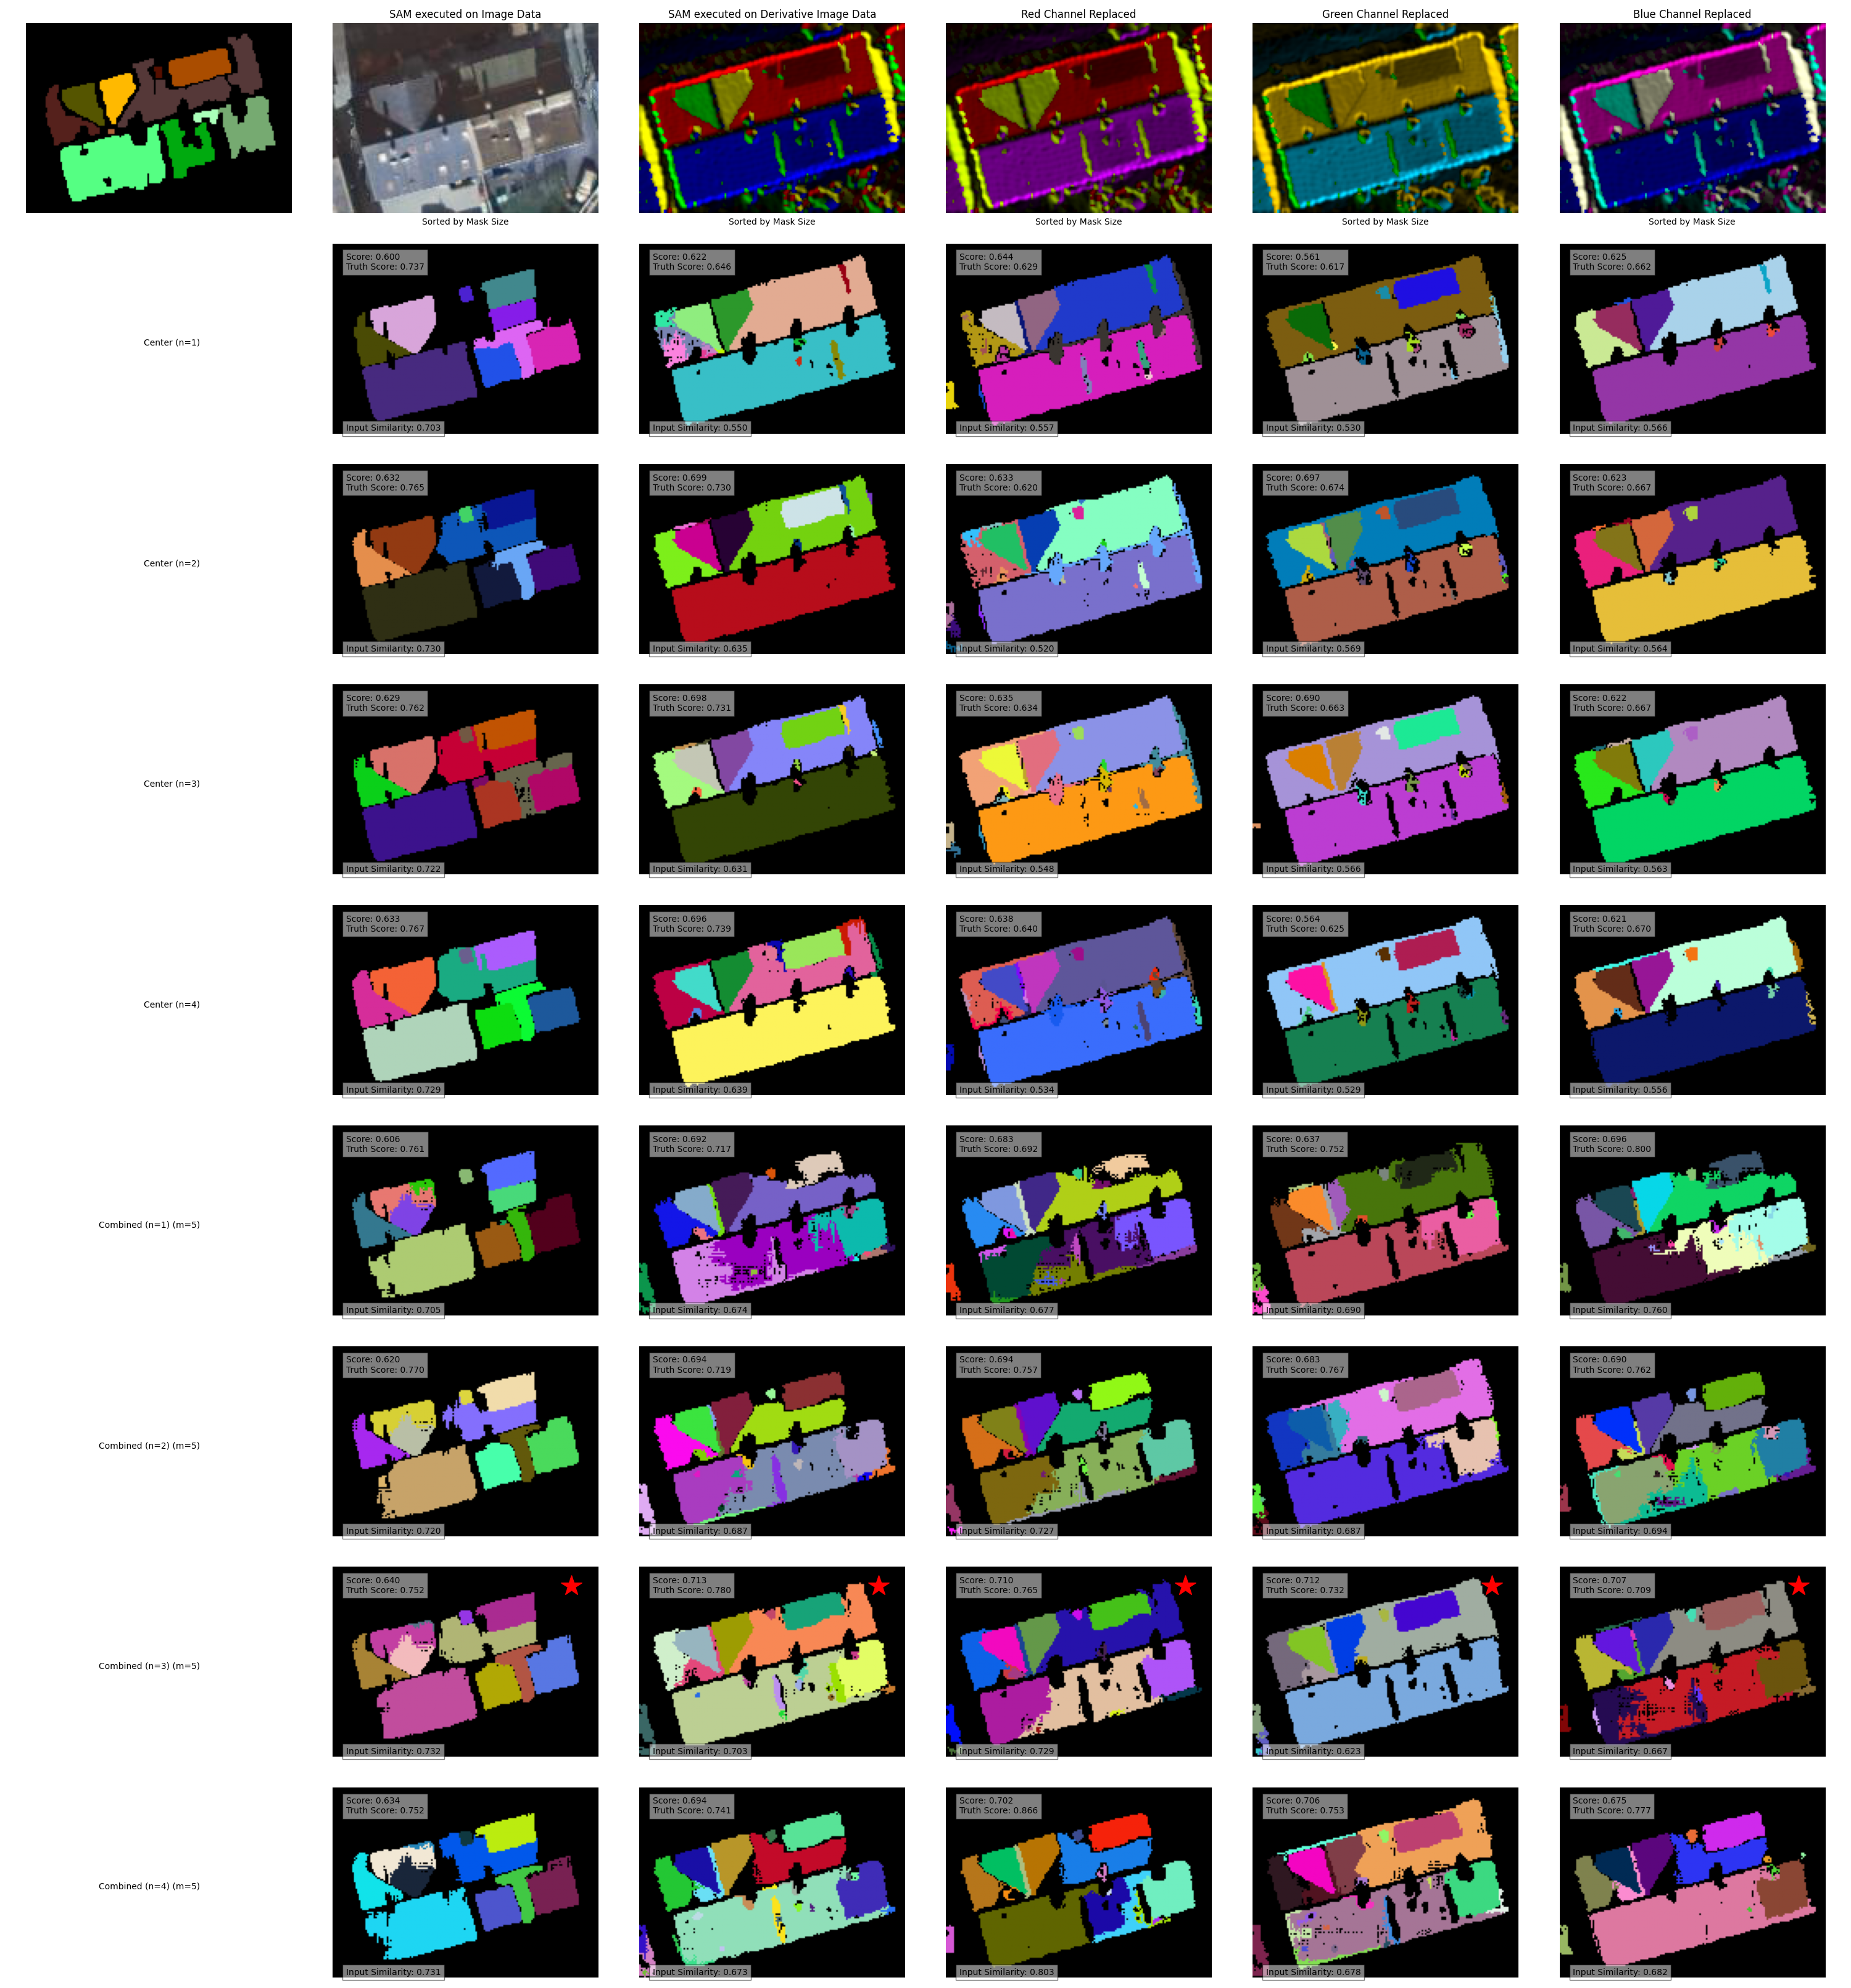 SAM executed on Image Data
SAM executed on Derivative Image Data
Red Channel Replaced
Green Channel Replaced
Blue Channel Replaced
Sorted by Mask Size
Sorted by Mask Size
Sorted by Mask Size
Sorted by Mask Size
Sorted by Mask Size
Center (n=1)
Score: 0.600
Truth Score: 0.737
Input Similarity: 0.703
Score: 0.622
Truth Score: 0.646
Input Similarity: 0.550
Score: 0.644
Truth Score: 0.629
Input Similarity: 0.557
Score: 0.561
Truth Score: 0.617
Input Similarity: 0.530
Score: 0.625
Truth Score: 0.662
Input Similarity: 0.566
Center (n=2)
Score: 0.632
Truth Score: 0.765
Input Similarity: 0.730
Score: 0.699
Truth Score: 0.730
Input Similarity: 0.635
Score: 0.633
Truth Score: 0.620
Input Similarity: 0.520
Score: 0.697
Truth Score: 0.674
Input Similarity: 0.569
Score: 0.623
Truth Score: 0.667
Input Similarity: 0.564
Center (n=3)
Score: 0.629
Truth Score: 0.762
Input Similarity: 0.722
Score: 0.698
Truth Score: 0.731
Input Similarity: 0.631
Score: 0.635
Truth Score: 0.634
Input Similarity: 0.548
Score: 0.690
Truth Score: 0.663
Input Similarity: 0.566
Score: 0.622
Truth Score: 0.667
Input Similarity: 0.563
Center (n=4)
Score: 0.633
Truth Score: 0.767
Input Similarity: 0.729
Score: 0.696
Truth Score: 0.739
Input Similarity: 0.639
Score: 0.638
Truth Score: 0.640
Input Similarity: 0.534
Score: 0.564
Truth Score: 0.625
Input Similarity: 0.529
Score: 0.621
Truth Score: 0.670
Input Similarity: 0.556
Combined (n=1) (m=5)
Score: 0.606
Truth Score: 0.761
Input Similarity: 0.705
Score: 0.692
Truth Score: 0.717
Input Similarity: 0.674
Score: 0.683
Truth Score: 0.692
Input Similarity: 0.677
Score: 0.637
Truth Score: 0.752
Input Similarity: 0.690
Score: 0.696
Truth Score: 0.800
Input Similarity: 0.760
Combined (n=2) (m=5)
Score: 0.620
Truth Score: 0.770
Input Similarity: 0.720
Score: 0.694
Truth Score: 0.719
Input Similarity: 0.687
Score: 0.694
Truth Score: 0.757
Input Similarity: 0.727
Score: 0.683
Truth Score: 0.767
Input Similarity: 0.687
Score: 0.690
Truth Score: 0.762
Input Similarity: 0.694
Combined (n=3) (m=5)
Score: 0.640
Truth Score: 0.752
Input Similarity: 0.732
Score: 0.713
Truth Score: 0.780
Input Similarity: 0.703
Score: 0.710
Truth Score: 0.765
Input Similarity: 0.729
Score: 0.712
Truth Score: 0.732
Input Similarity: 0.623
Score: 0.707
Truth Score: 0.709
Input Similarity: 0.667
Combined (n=4) (m=5)
Score: 0.634
Truth Score: 0.752
Input Similarity: 0.731
Score: 0.694
Truth Score: 0.741
Input Similarity: 0.673
Score: 0.702
Truth Score: 0.866
Input Similarity: 0.803
Score: 0.706
Truth Score: 0.753
Input Similarity: 0.678
Score: 0.675
Truth Score: 0.777
Input Similarity: 0.682